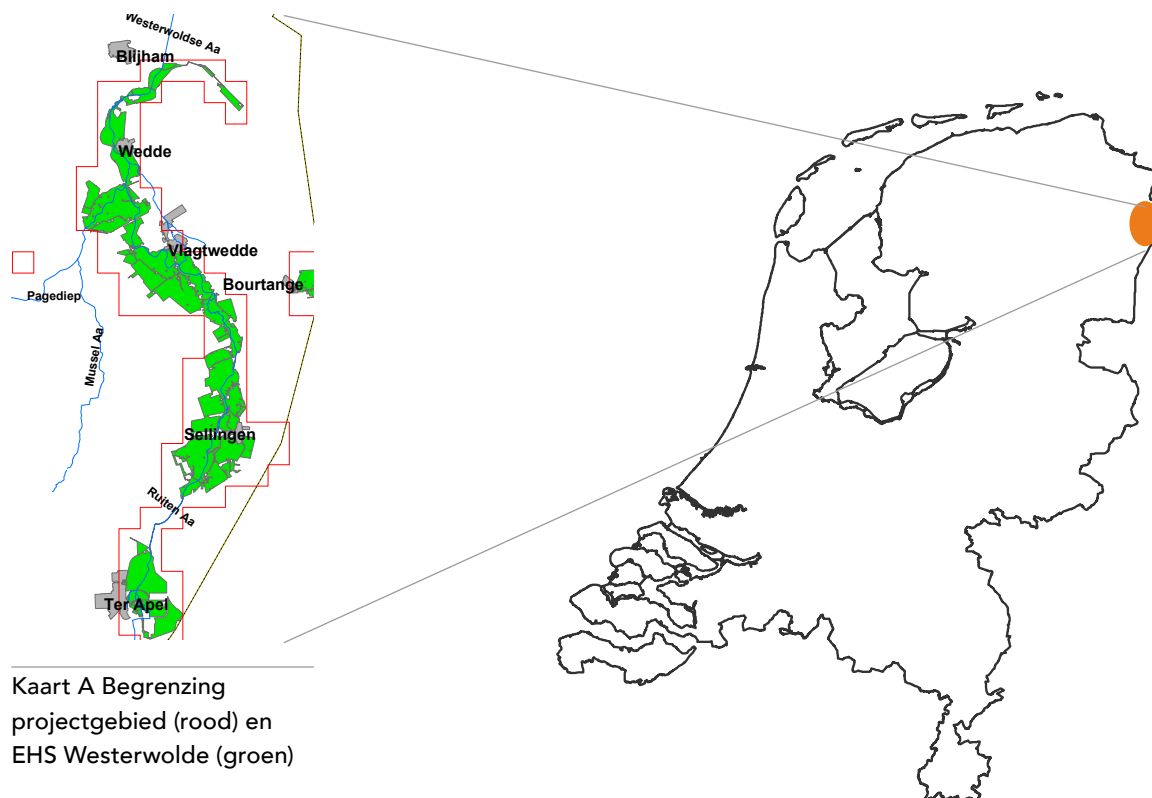 Westerwoldse Aa
Blijham
Wedde
Vlagtwedde
Bourtange
Pagediep
Mussel Aa
Sellingen
Ruiten Aa
Ter Apel
Kaart A Begrenzing
projectgebied (rood) en
EHS Westerwolde (groen)